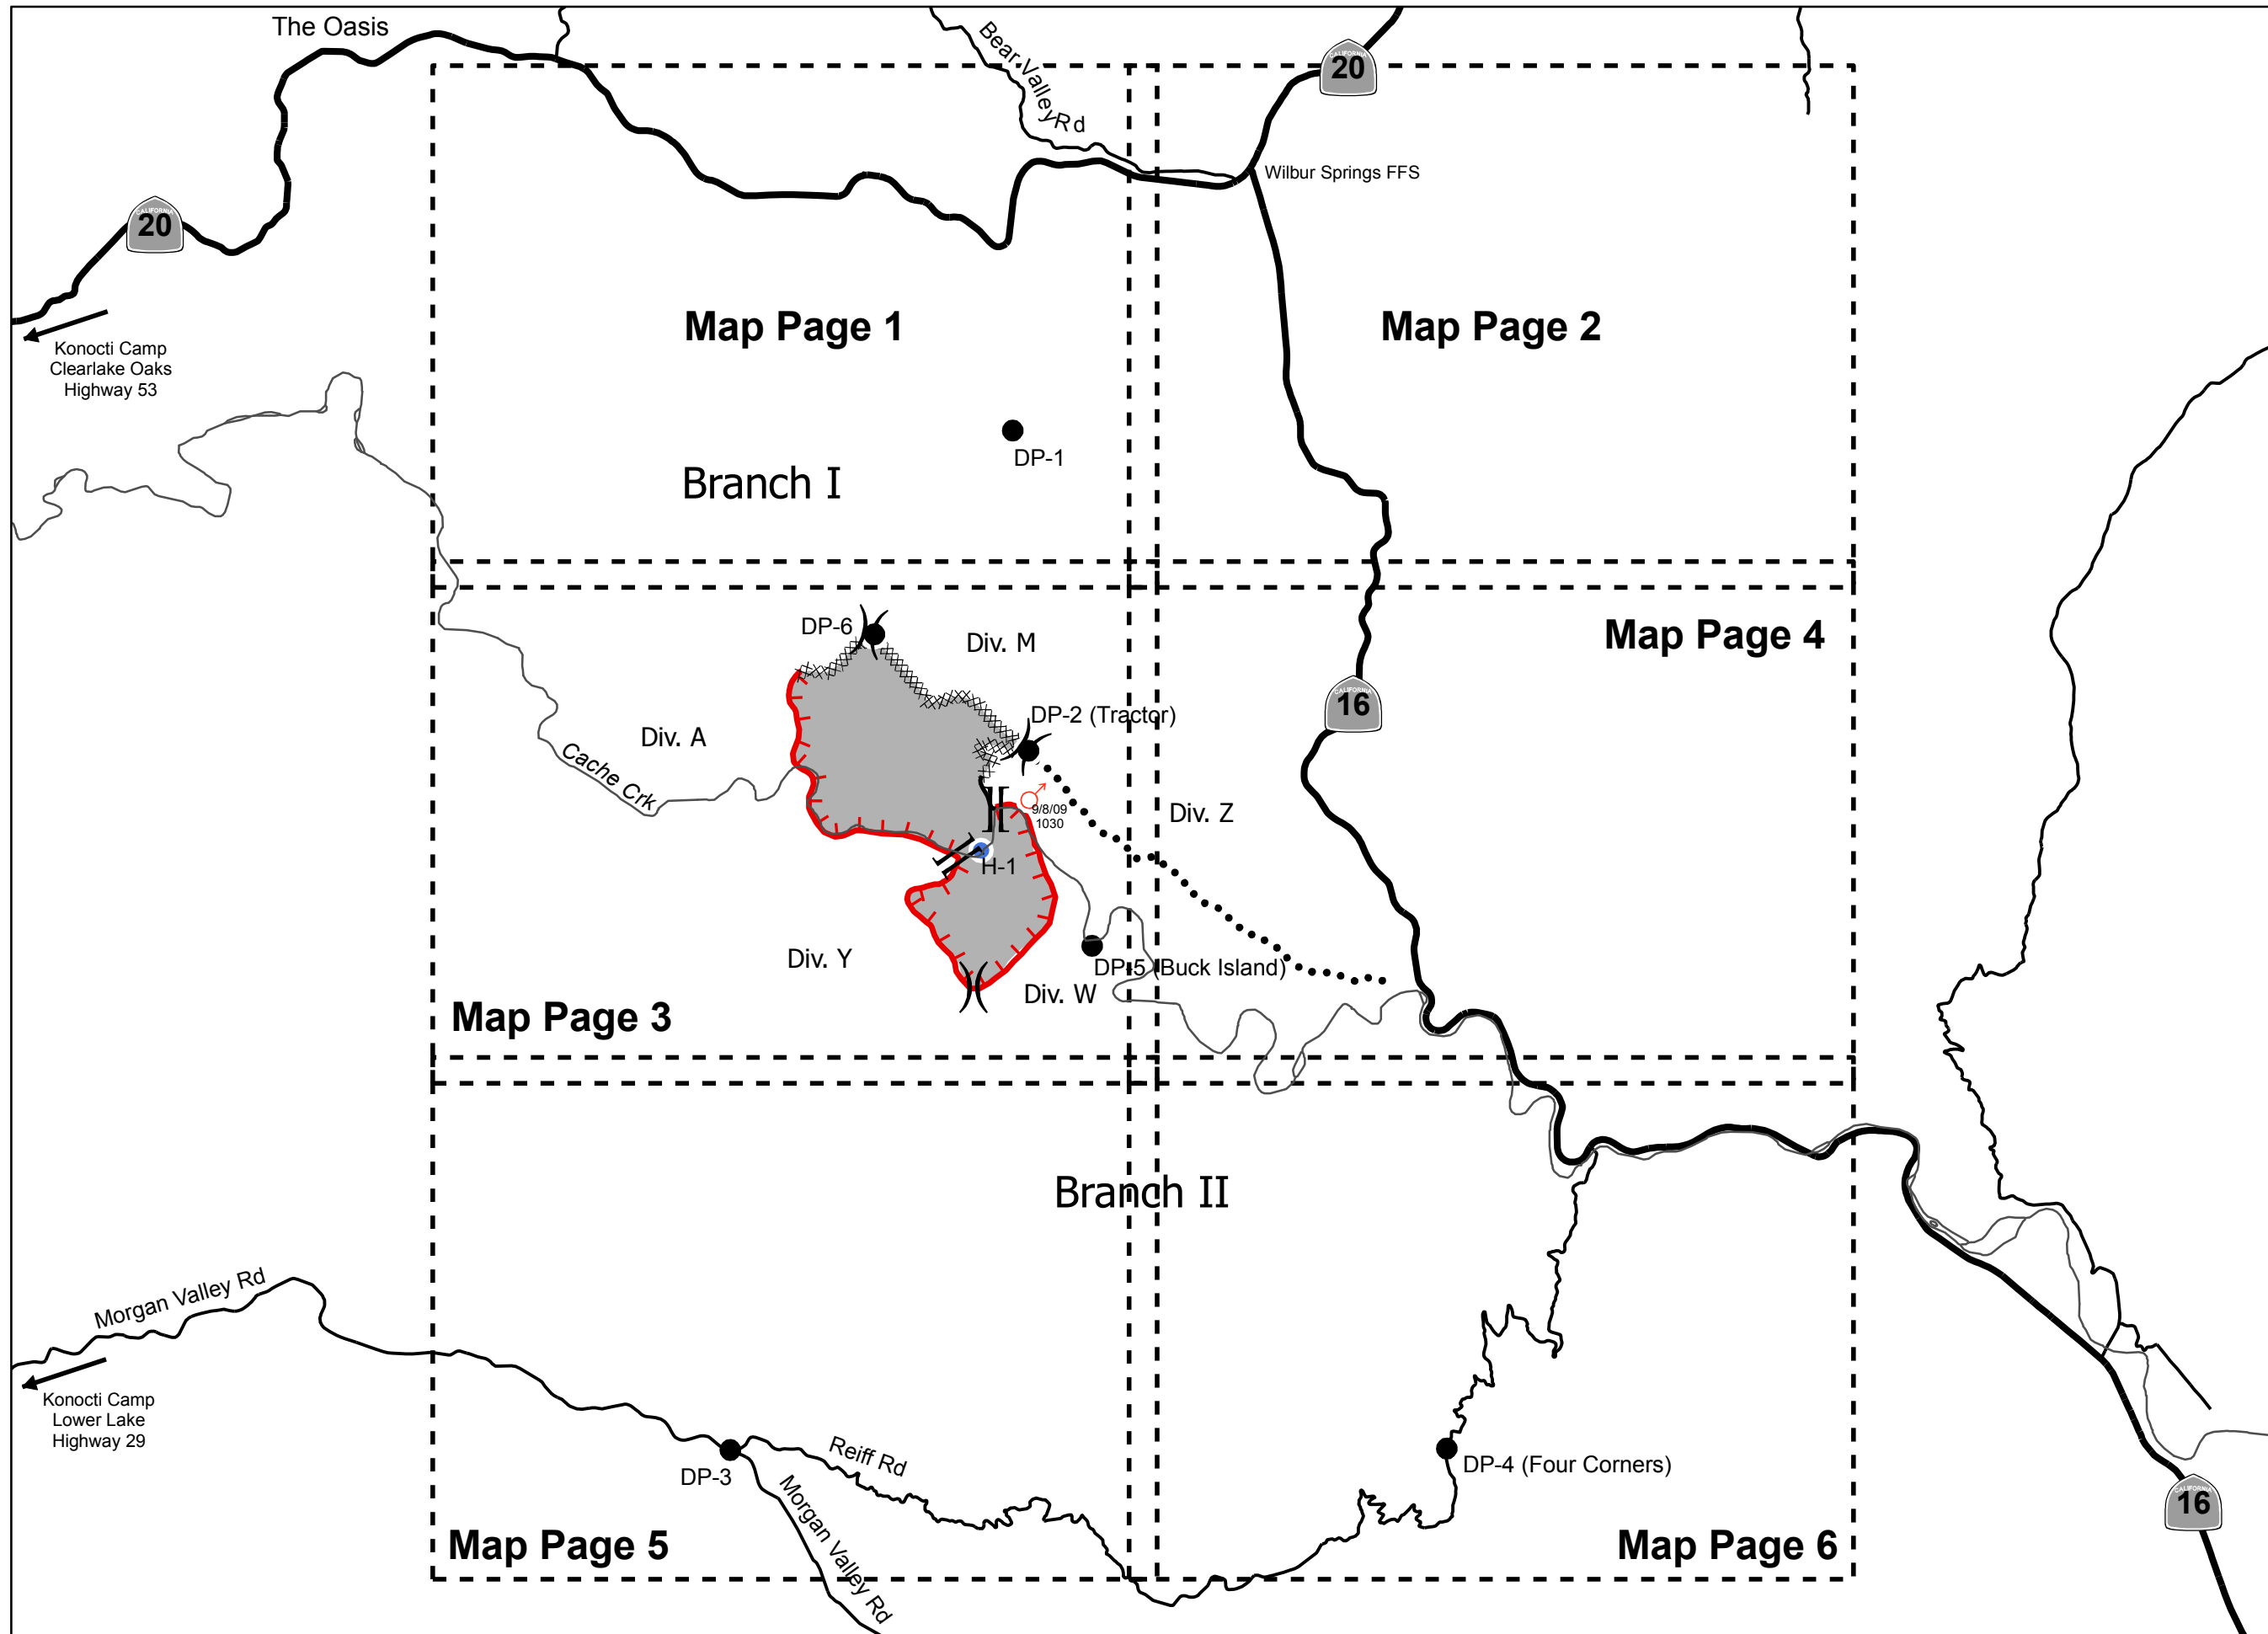 The Oasis
Bear Valley Rd
CALIFORNIA
20
Wilbur Springs FFS
CALIFORNIA
20
Konocti Camp
Clearlake Oaks
Highway 53
Map Page 1
Map Page 2
DP-1
Branch I
DP-6
Div. M
Map Page 4
CALIFORNIA
16
DP-2 (Tractor)
Div. A
Cache Crk
9/8/09
1030
Div. Z
H-1
Div. Y
DP-5 (Buck Island)
Div. W
Map Page 3
Branch II
Morgan Valley Rd
Konocti Camp
Lower Lake
Highway 29
DP-3
Reiff Rd
Morgan Valley Rd
DP-4 (Four Corners)
CALIFORNIA
16
Map Page 5
Map Page 6